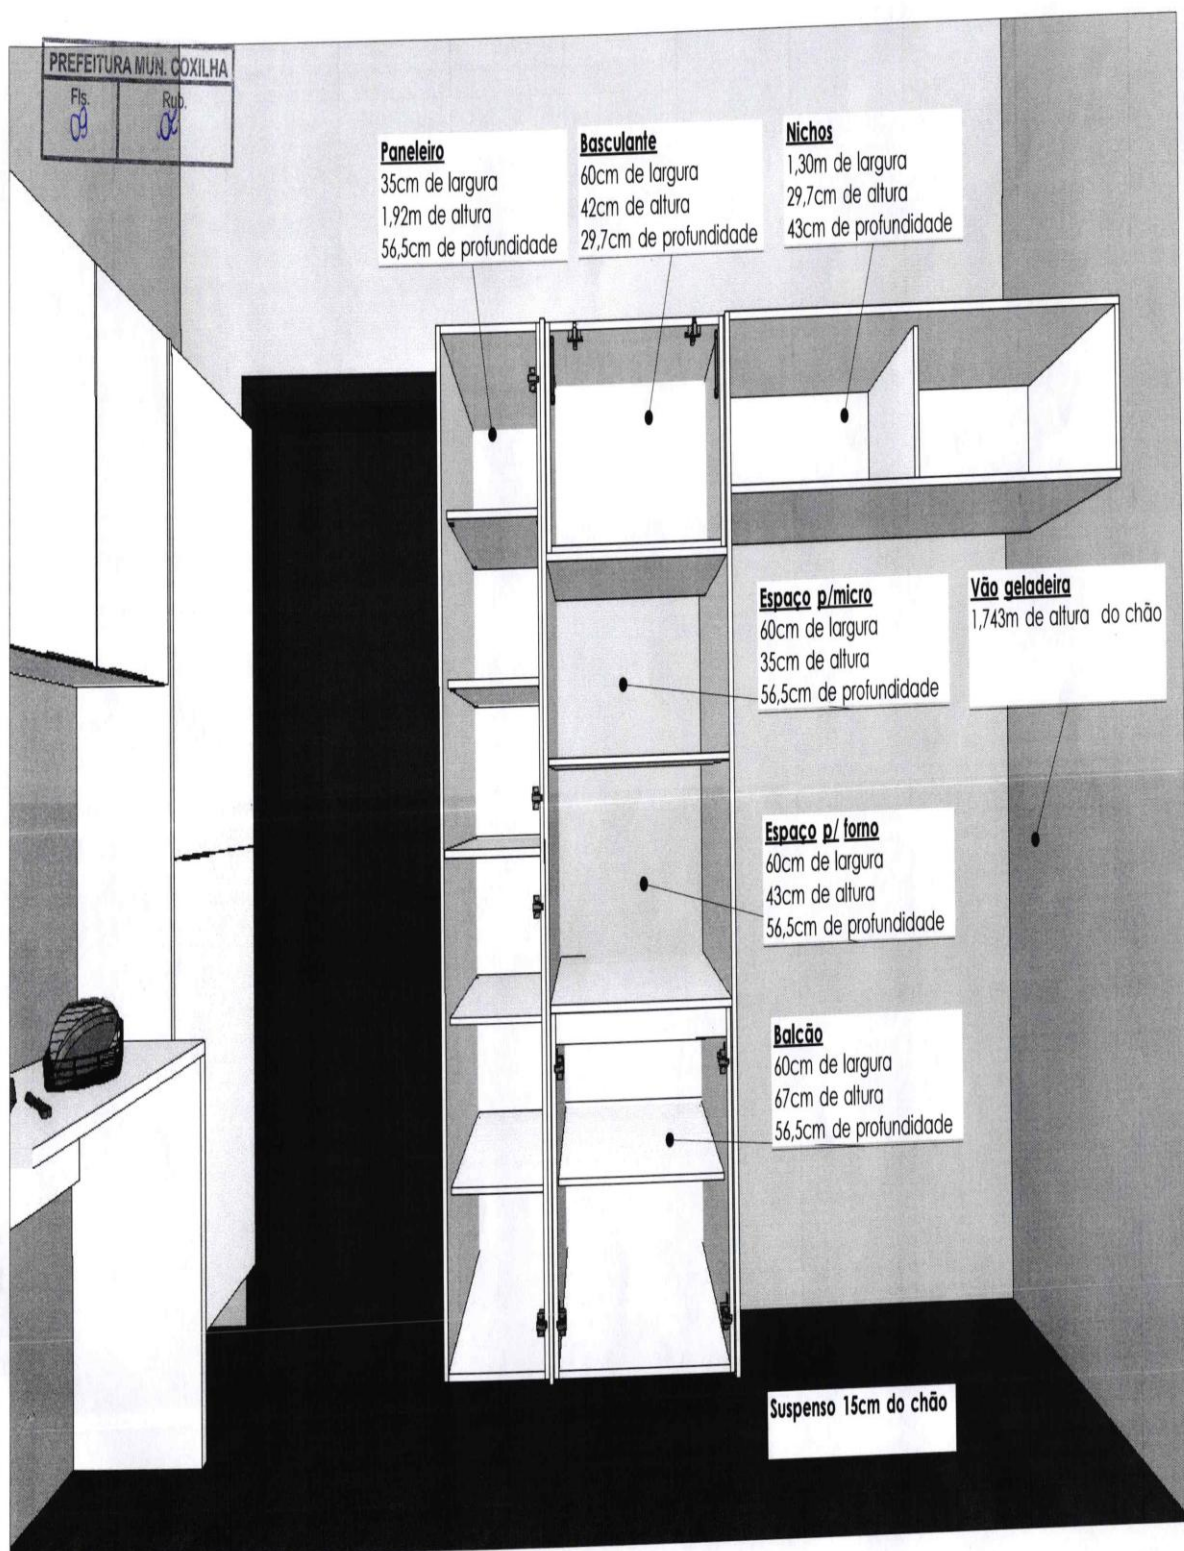 PREFEITURA MUN. COXILHA
Fls.
Rub.
09
Paneleiro
35cm de largura
1,92m de altura
56,5cm de profundidade
Basculante
60cm de largura
42cm de altura
29,7cm de profundidade
Nichos
1,30m de largura
29,7cm de altura
43cm de profundidade
Espaço p/micro
60cm de largura
35cm de altura
56,5cm de profundidade
Vão geladeira
1,743m de altura do chão
Espaço p/ forno
60cm de largura
43cm de altura
56,5cm de profundidade
Balcão
60cm de largura
67cm de altura
56,5cm de profundidade
Suspenso 15cm do chão